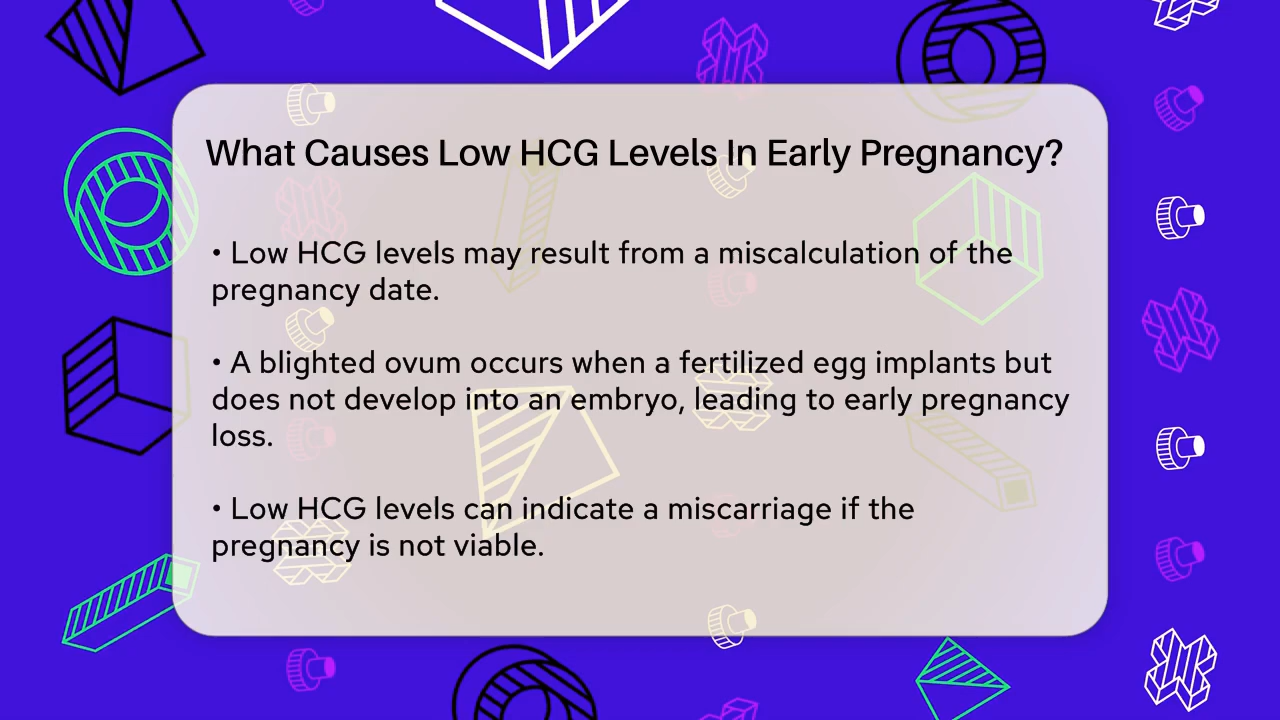 What Causes Low HCG Levels In Early Pregnancy?
• Low HCG levels may result from a miscalculation of the
pregnancy date.
• A blighted ovum occurs when a fertilized egg implants but
does not develop into an embryo, leading to early pregnancy
loss.
• Low HCG levels can indicate a miscarriage if the
pregnancy is not viable.